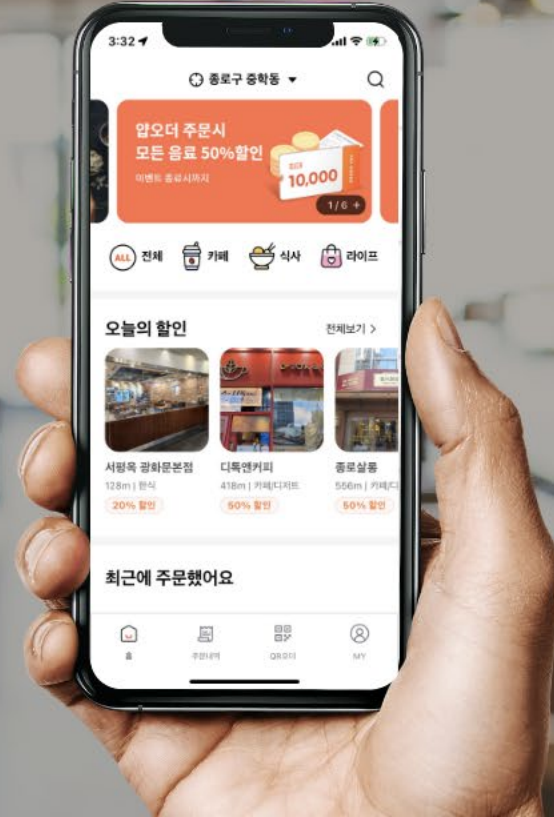 3:32
종로구 중학동
얍오더 주문시
모든 음료 50%할인
이벤트 종료시까지
10,000
1/6 +
ALL 전체 카페 식사 라이프
오늘의 할인 전체보기 >
서평옥 광화문본점 디톡앤커피 종로살롱
128m | 한식 418m | 카페/디저트 556m | 카페/디
20% 할인 50% 할인 50% 할인
최근에 주문했어요
홈 주문내역 QR오더 MY